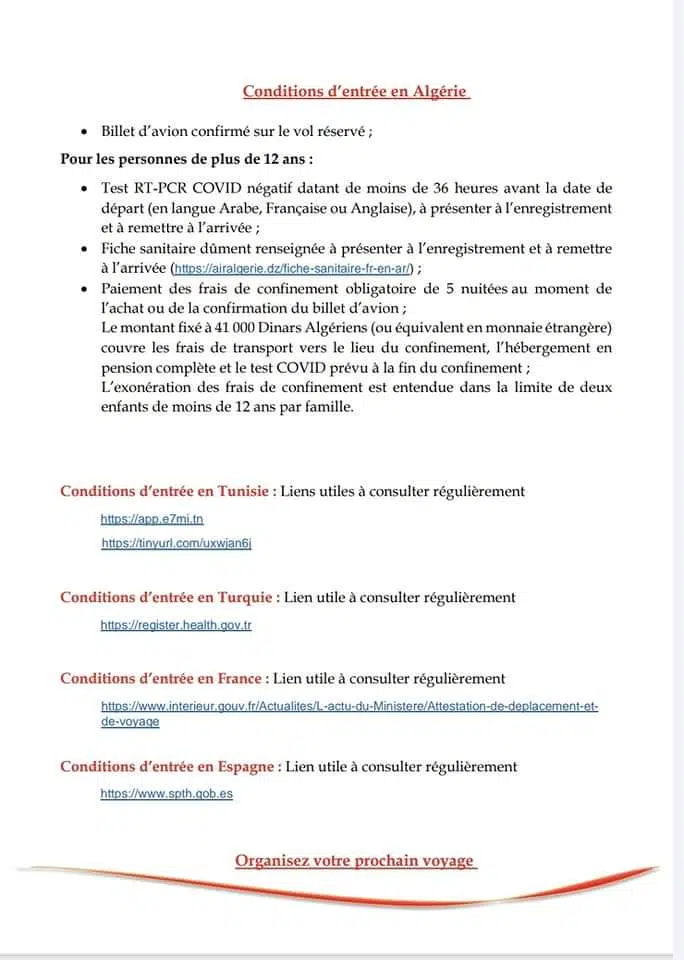 Conditions d’entrée en Algérie
• Billet d’avion confirmé sur le vol réservé ;
Pour les personnes de plus de 12 ans :
• Test RT-PCR COVID négatif datant de moins de 36 heures avant la date de
départ (en langue Arabe, Française ou Anglaise), à présenter à l’enregistrement
et à remettre à l’arrivée ;
• Fiche sanitaire dûment renseignée à présenter à l’enregistrement et à remettre
à l’arrivée (https://airalgerie.dz/fiche-sanitaire-fr-en-ar/) ;
• Paiement des frais de confinement obligatoire de 5 nuitées au moment de
l’achat ou de la confirmation du billet d’avion ;
Le montant fixé à 41 000 Dinars Algériens (ou équivalent en monnaie étrangère)
couvre les frais de transport vers le lieu du confinement, l’hébergement en
pension complète et le test COVID prévu à la fin du confinement ;
L’exonération des frais de confinement est entendue dans la limite de deux
enfants de moins de 12 ans par famille.
Conditions d’entrée en Tunisie : Liens utiles à consulter régulièrement
https://app.e7mi.tn
https://tinyurl.com/uxwjan6j
Conditions d’entrée en Turquie : Lien utile à consulter régulièrement
https://register.health.gov.tr
Conditions d’entrée en France : Lien utile à consulter régulièrement
https://www.interieur.gouv.fr/Actualites/L-actu-du-Ministere/Attestation-de-deplacement-et-
de-voyage
Conditions d’entrée en Espagne : Lien utile à consulter régulièrement
https://www.spth.gob.es
Organisez votre prochain voyage